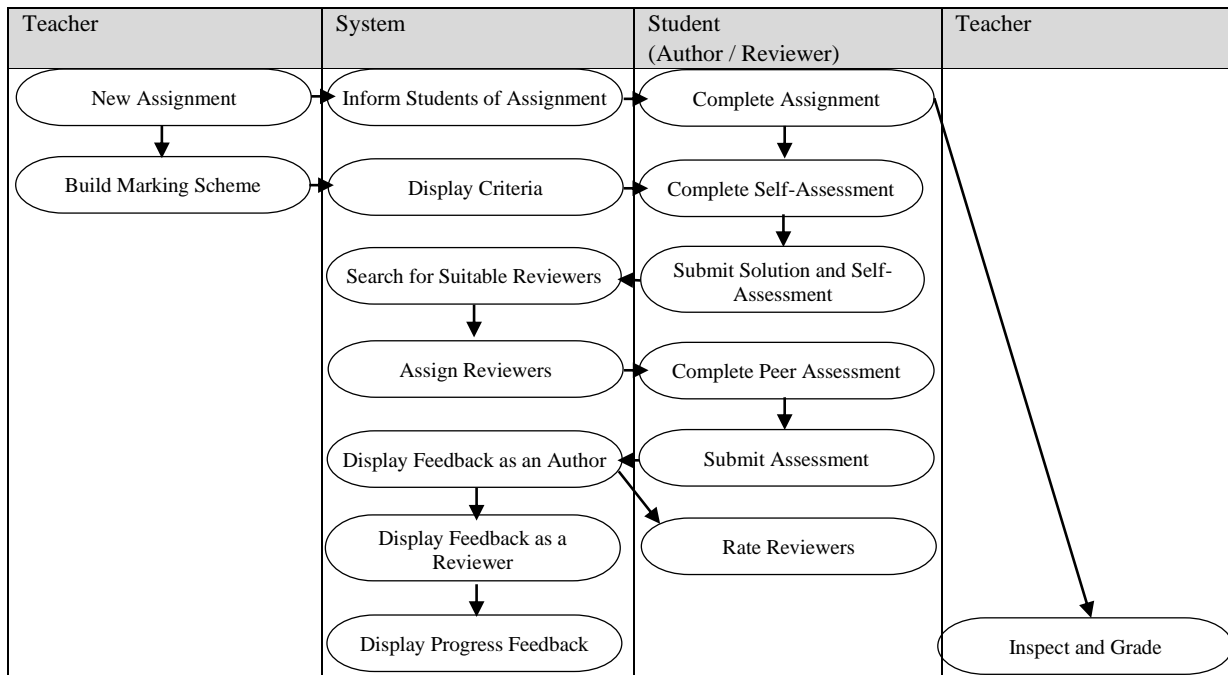 Teacher
System
Student
(Author / Reviewer)
Teacher
New Assignment
Inform Students of Assignment
Complete Assignment
Build Marking Scheme
Display Criteria
Complete Self-Assessment
Search for Suitable Reviewers
Submit Solution and Self-
Assessment
Assign Reviewers
Complete Peer Assessment
Display Feedback as an Author
Submit Assessment
Display Feedback as a
Reviewer
Rate Reviewers
Display Progress Feedback
Inspect and Grade